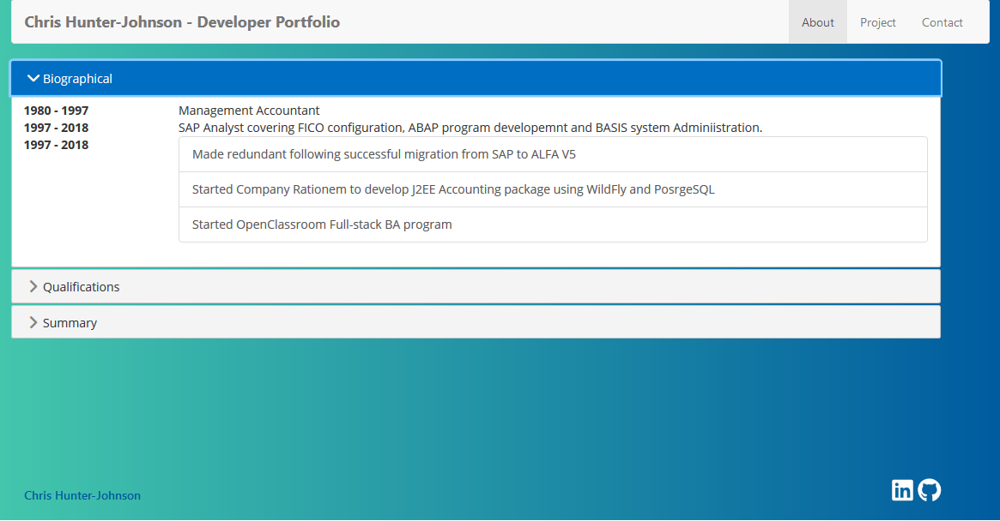 Chris Hunter-Johnson - Developer Portfolio About Project Contact
Biographical
1980 - 1997 Management Accountant
1997 - 2018 SAP Analyst covering FICO configuration, ABAP program developemnt and BASIS system Adminiistration.
1997 - 2018
Made redundant following successful migration from SAP to ALFA V5
Started Company Rationem to develop J2EE Accounting package using WildFly and PosrgeSQL
Started OpenClassroom Full-stack BA program
Qualifications
Summary
Chris Hunter-Johnson in